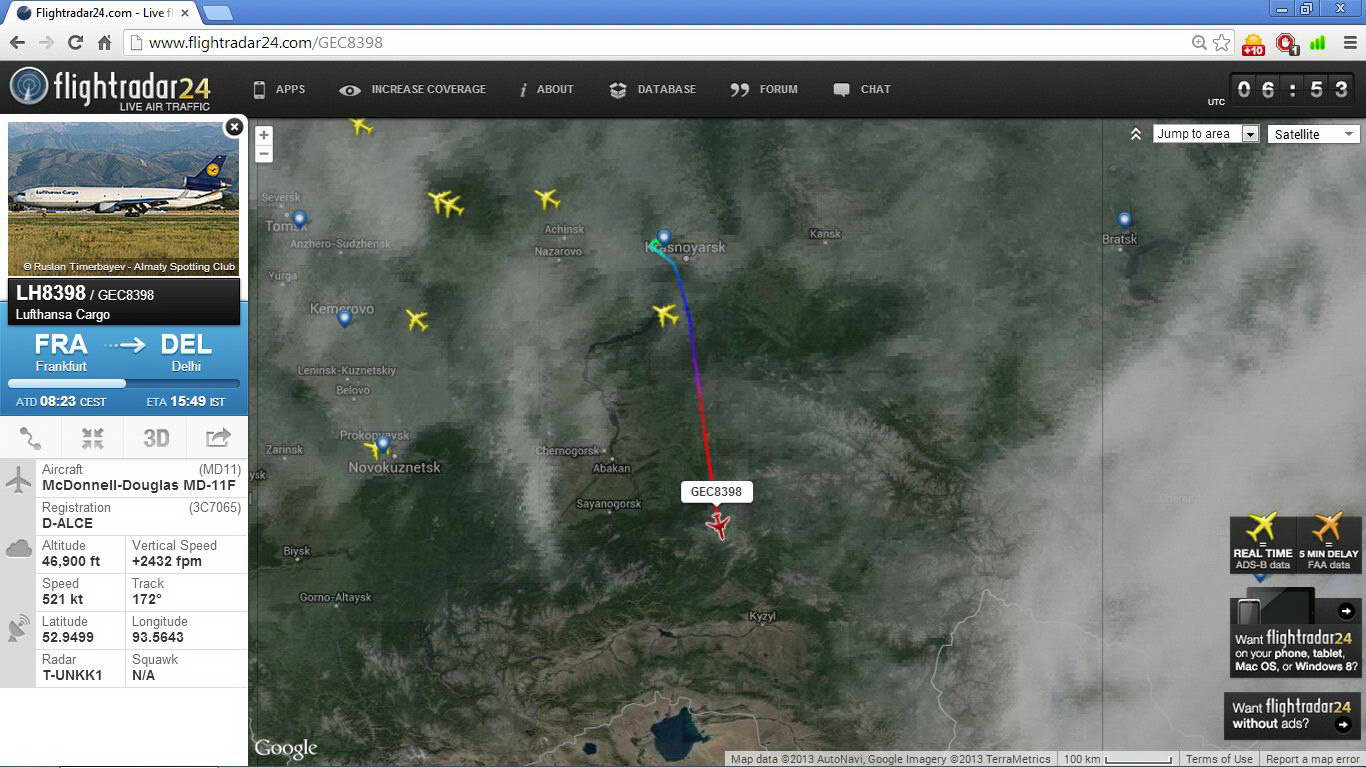 Flightradar24.com - Live fl
www.flightradar24.com/GEC8398
+10
1
flightradar24
LIVE AIR TRAFFIC
APPS
INCREASE COVERAGE
ABOUT
DATABASE
FORUM
CHAT
UTC
06:53
Jump to area
Satellite
Lufthansa Cargo
© Ruslan Timerbayev - Almaty Spotting Club
LH8398 / GEC8398
Lufthansa Cargo
FRA
DEL
Frankfurt
Delhi
ATD 08:23 CEST
ETA 15:49 IST
3D
Aircraft
(MD11)
McDonnell-Douglas MD-11F
Registration
(3C7065)
D-ALCE
Altitude
Vertical Speed
46,900 ft
+2432 fpm
Speed
Track
521 kt
172°
Latitude
Longitude
52.9499
93.5643
Radar
Squawk
T-UNKK1
N/A
+
−
Seversk
Tomsk
Anzhero-Sudzhensk
Yurga
Kemerovo
Achinsk
Nazarovo
Krasnoyarsk
Kansk
Bratsk
Leninsk-Kuznetskiy
Belovo
Prokopyevsk
Zarinsk
Novokuznetsk
Chernogorsk
Abakan
Sayanogorsk
GEC8398
Biysk
Gorno-Altaysk
Kyzyl
=
REAL TIME
ADS-B data
=
5 MIN DELAY
FAA data
Want flightradar24
on your phone, tablet,
Mac OS, or Windows 8?
Want flightradar24
without ads?
Google
Map data ©2013 AutoNavi, Google Imagery ©2013 TerraMetrics
100 km
Terms of Use
Report a map error